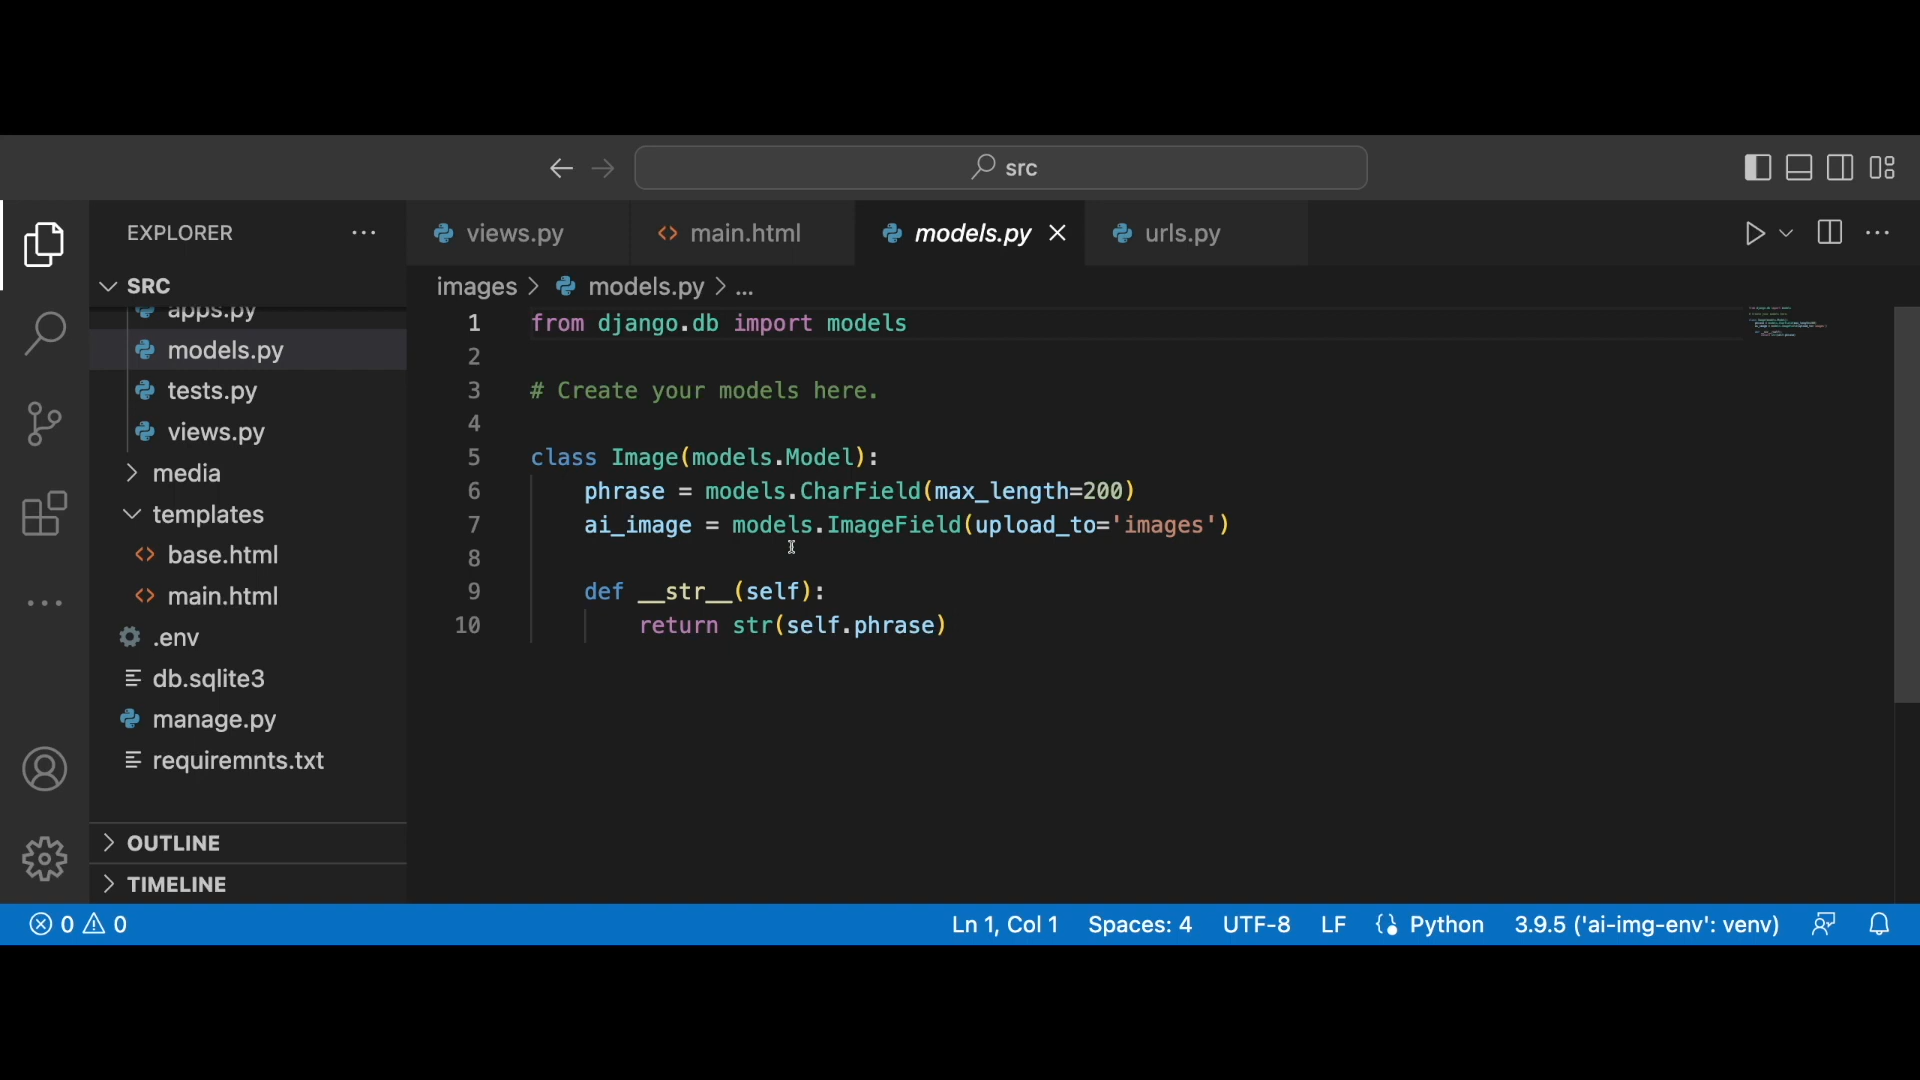 src
EXPLORER
views.py
main.html
models.py
urls.py
SRC
images > models.py > ...
apps.py
models.py
tests.py
views.py
media
templates
base.html
main.html
.env
db.sqlite3
manage.py
requiremnts.txt
OUTLINE
TIMELINE
1 from django.db import models
2
3 # Create your models here.
4
5 class Image(models.Model):
6 phrase = models.CharField(max_length=200)
7 ai_image = models.ImageField(upload_to='images')
8
9 def __str__(self):
10 return str(self.phrase)
0 0 Ln 1, Col 1 Spaces: 4 UTF-8 LF Python 3.9.5 ('ai-img-env': venv)